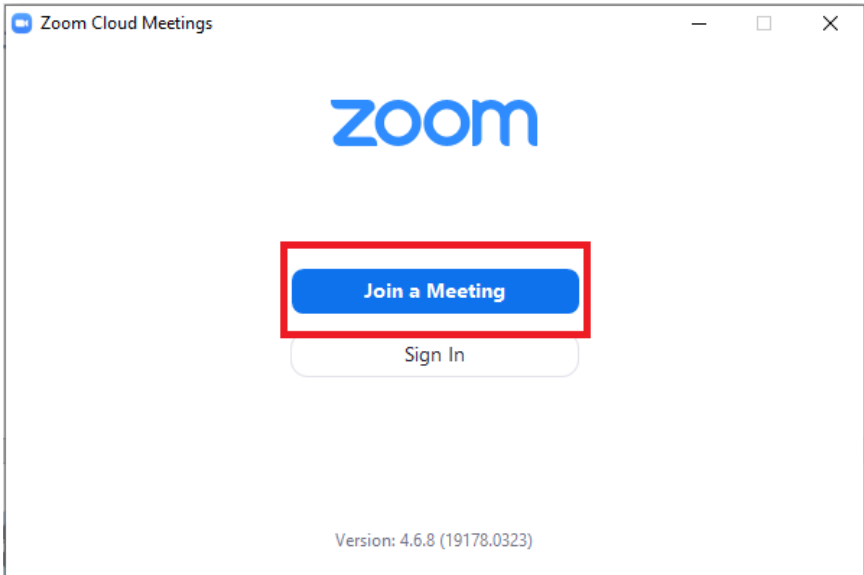 Zoom Cloud Meetings
zoom
Join a Meeting
Sign In
Version: 4.6.8 (19178.0323)